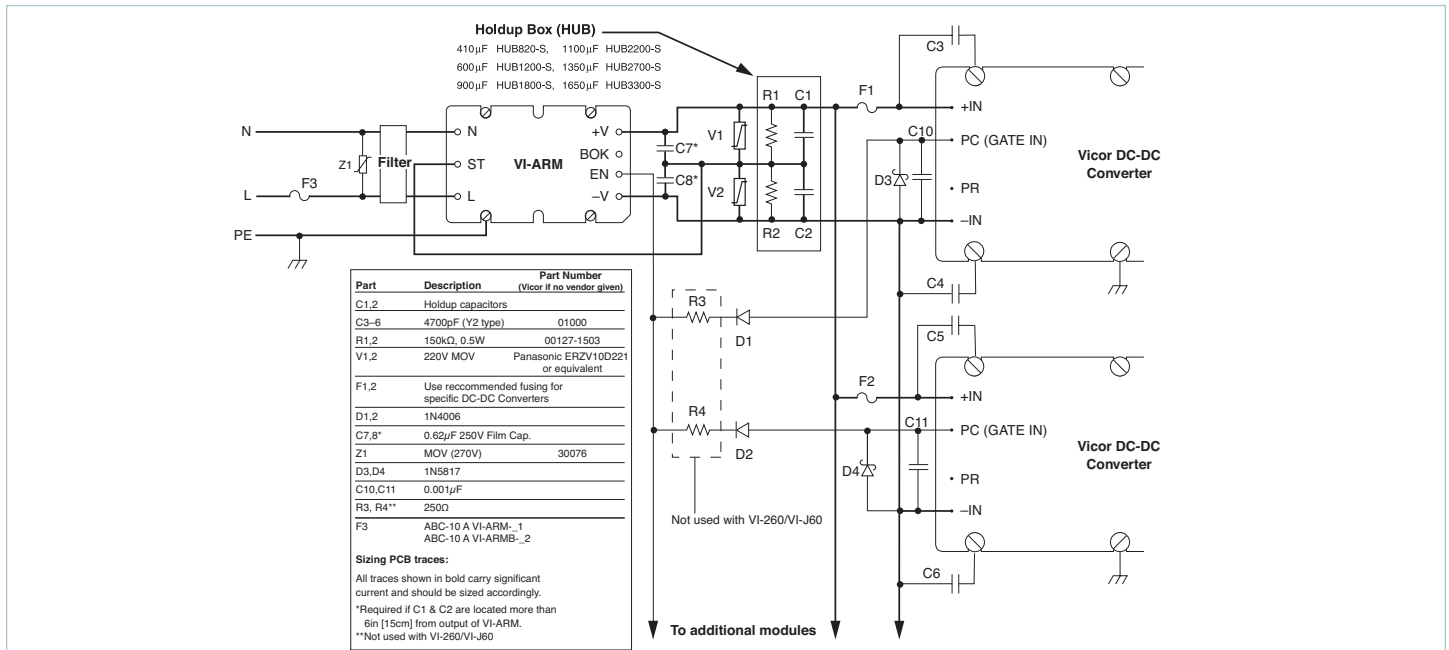 Holdup Box (HUB)
410µF HUB820-S, 1100µF HUB2200-S
600µF HUB1200-S, 1350µF HUB2700-S
900µF HUB1800-S, 1650µF HUB3300-S
N
Z1
Filter
F3
L
PE
N
ST
L
VI-ARM
+V
BOK
EN
–V
C7*
C8*
V1
V2
R1 C1
R2 C2
F1
C3
+IN
C10
PC (GATE IN)
D3
PR
–IN
Vicor DC-DC
Converter
C4
R3
D1
C5
F2
+IN
R4
D2
C11
PC (GATE IN)
D4
PR
–IN
Vicor DC-DC
Converter
C6
Not used with VI-260/VI-J60
To additional modules
Part Description Part Number
(Vicor if no vendor given)
C1,2 Holdup capacitors
C3–6 4700pF (Y2 type) 01000
R1,2 150kΩ, 0.5W 00127-1503
V1,2 220V MOV Panasonic ERZV10D221
or equivalent
F1,2 Use reccommended fusing for
specific DC-DC Converters
D1,2 1N4006
C7,8* 0.62µF 250V Film Cap.
Z1 MOV (270V) 30076
D3,D4 1N5817
C10,C11 0.001µF
R3, R4** 250Ω
F3 ABC-10 A VI-ARM-_1
ABC-10 A VI-ARMB-_2
Sizing PCB traces:
All traces shown in bold carry significant
current and should be sized accordingly.
*Required if C1 & C2 are located more than
6in [15cm] from output of VI-ARM.
**Not used with VI-260/VI-J60